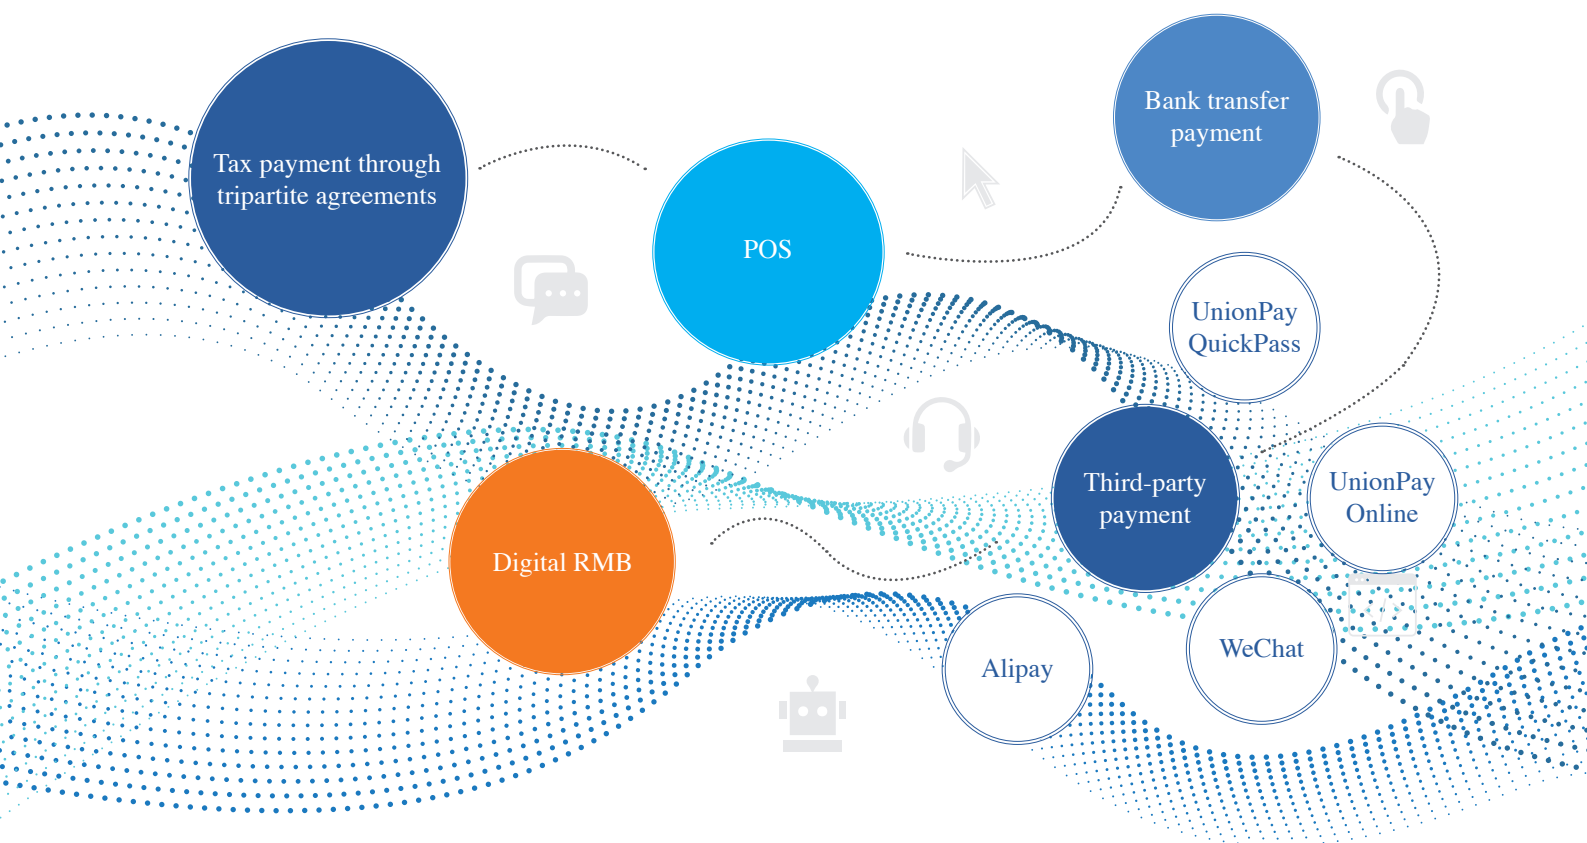 Tax payment through
tripartite agreements
POS
Bank transfer
payment
UnionPay
QuickPass
Third-party
payment
UnionPay
Online
Digital RMB
Alipay
WeChat